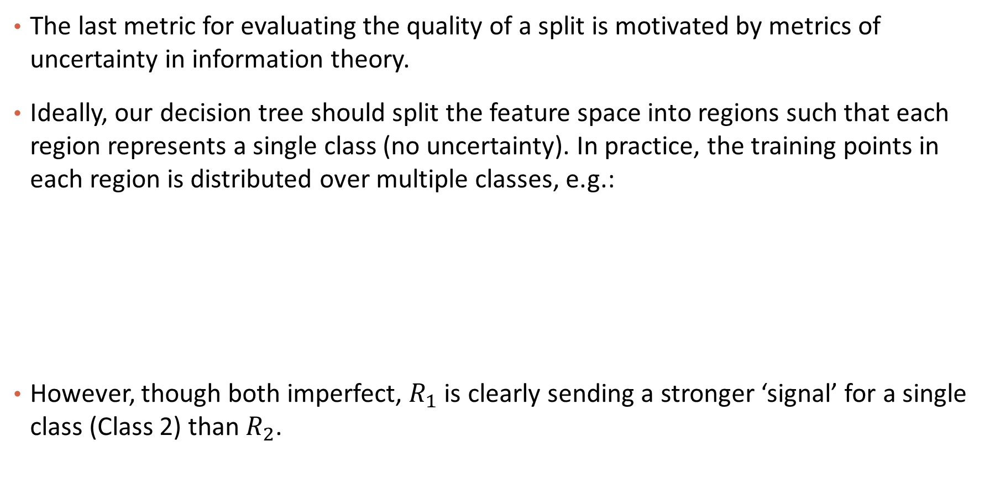 • The last metric for evaluating the quality of a split is motivated by metrics of
uncertainty in information theory.
• Ideally, our decision tree should split the feature space into regions such that each
region represents a single class (no uncertainty). In practice, the training points in
each region is distributed over multiple classes, e.g.:
• However, though both imperfect, R₁ is clearly sending a stronger ‘signal’ for a single
class (Class 2) than R₂.